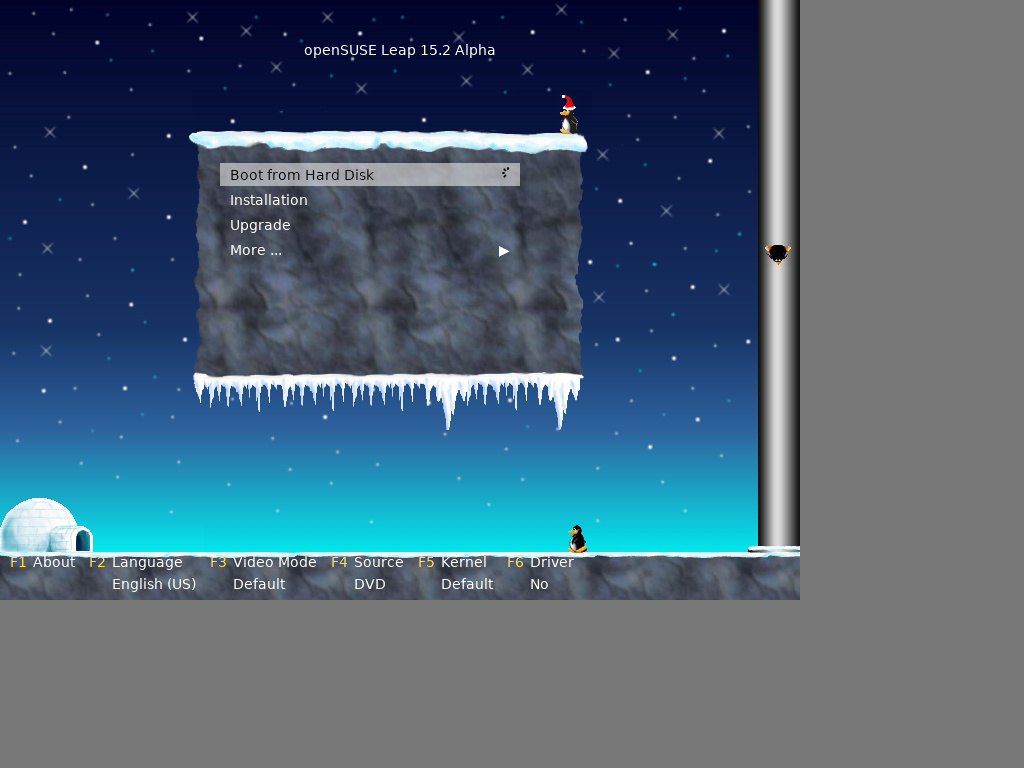 openSUSE Leap 15.2 Alpha
Boot from Hard Disk
Installation
Upgrade
More ...
F1 About F2 Language F3 Video Mode F4 Source F5 Kernel F6 Driver
English (US) Default DVD Default No